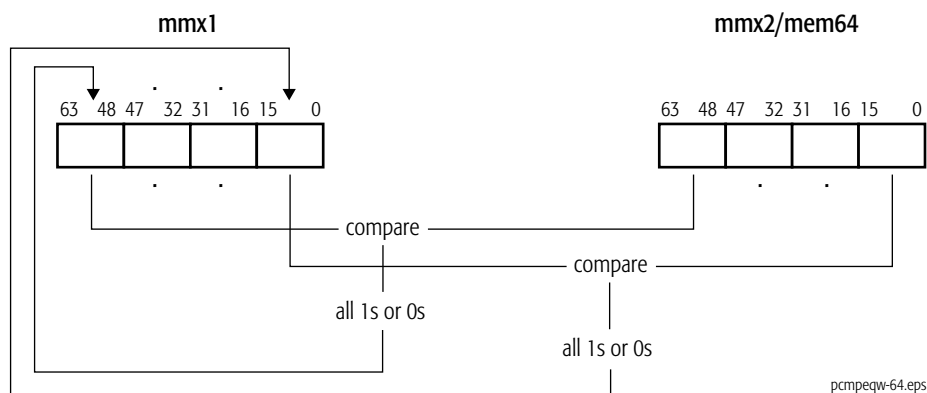 mmx1 mmx2/mem64
. .
63 48 47 32 31 16 15 0 63 48 47 32 31 16 15 0
. . . .
compare
compare
all 1s or 0s
all 1s or 0s
pcmpeqw-64.eps